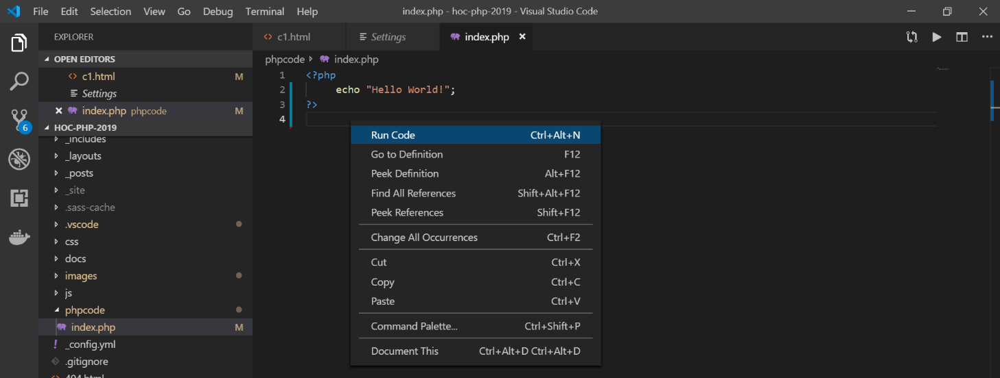 File Edit Selection View Go Debug Terminal Help index.php - hoc-php-2019 - Visual Studio Code
EXPLORER
OPEN EDITORS
c1.html M
Settings
index.php phpcode M
6
HOC-PHP-2019
_includes
_layouts
_posts
_site
.sass-cache
.vscode
css
docs
images
js
phpcode
index.php M
! _config.yml
.gitignore
404.html
c1.html Settings index.php
phpcode index.php
1 <?php
2 echo "Hello World!";
3 ?>
4
Run Code Ctrl+Alt+N
Go to Definition F12
Peek Definition Alt+F12
Find All References Shift+Alt+F12
Peek References Shift+F12
Change All Occurrences Ctrl+F2
Cut Ctrl+X
Copy Ctrl+C
Paste Ctrl+V
Command Palette... Ctrl+Shift+P
Document This Ctrl+Alt+D Ctrl+Alt+D